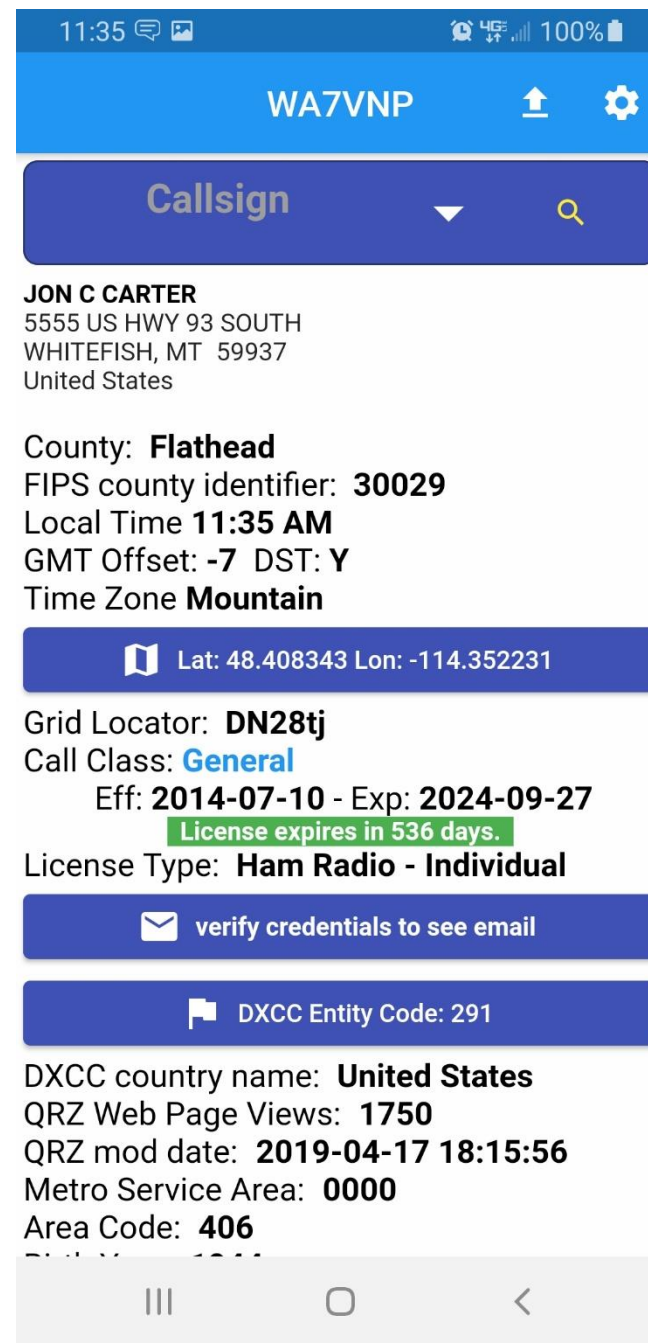 11:35 4G 100%
WA7VNP
Callsign
JON C CARTER
5555 US HWY 93 SOUTH
WHITEFISH, MT 59937
United States
County: Flathead
FIPS county identifier: 30029
Local Time 11:35 AM
GMT Offset: -7 DST: Y
Time Zone Mountain
Lat: 48.408343 Lon: -114.352231
Grid Locator: DN28tj
Call Class: General
Eff: 2014-07-10 - Exp: 2024-09-27
License expires in 536 days.
License Type: Ham Radio - Individual
verify credentials to see email
DXCC Entity Code: 291
DXCC country name: United States
QRZ Web Page Views: 1750
QRZ mod date: 2019-04-17 18:15:56
Metro Service Area: 0000
Area Code: 406